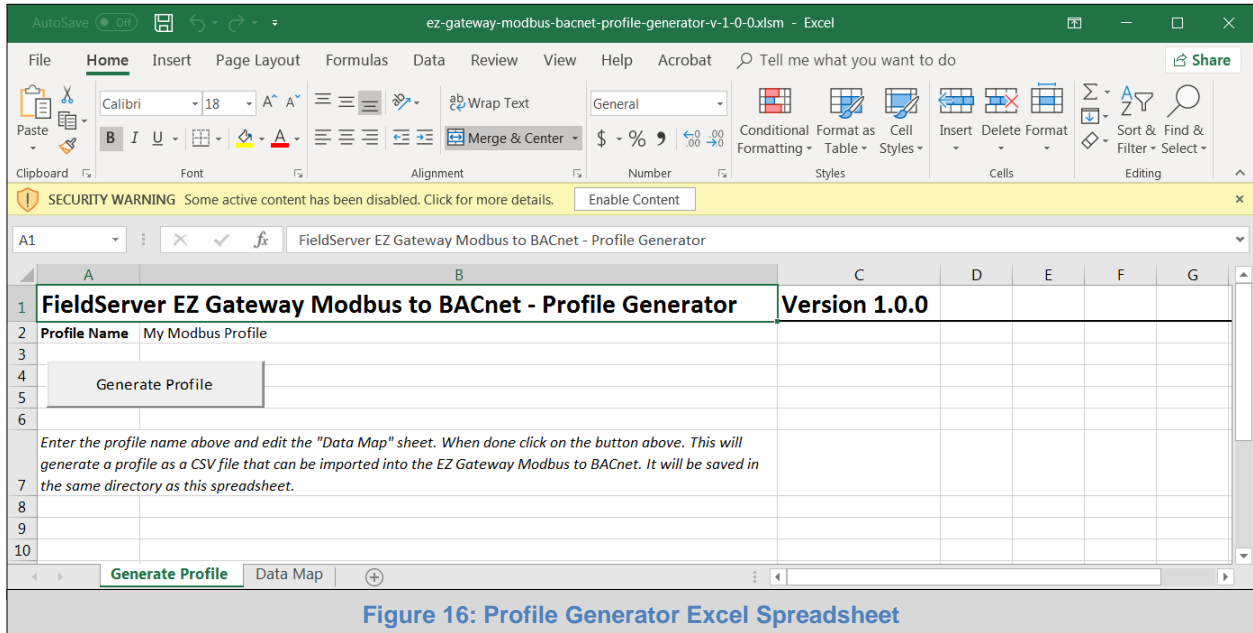 AutoSave Off ez-gateway-modbus-bacnet-profile-generator-v-1-0-0.xlsm - Excel
File Home Insert Page Layout Formulas Data Review View Help Acrobat Tell me what you want to do Share
Paste
Calibri 18 A A
B I U A
ab Wrap Text
Merge & Center
General
$ % 9 .00 .0
Conditional Formatting
Format as Table
Cell Styles
Insert Delete Format
Sort & Filter
Find & Select
Clipboard Font Alignment Number Styles Cells Editing
SECURITY WARNING Some active content has been disabled. Click for more details. Enable Content
A1 fx FieldServer EZ Gateway Modbus to BACnet - Profile Generator
A B C D E F G
1 FieldServer EZ Gateway Modbus to BACnet - Profile Generator Version 1.0.0
2 Profile Name My Modbus Profile
3
4
Generate Profile
5
6
Enter the profile name above and edit the "Data Map" sheet. When done click on the button above. This will
generate a profile as a CSV file that can be imported into the EZ Gateway Modbus to BACnet. It will be saved in
7 the same directory as this spreadsheet.
8
9
10
Generate Profile Data Map
Figure 16: Profile Generator Excel Spreadsheet